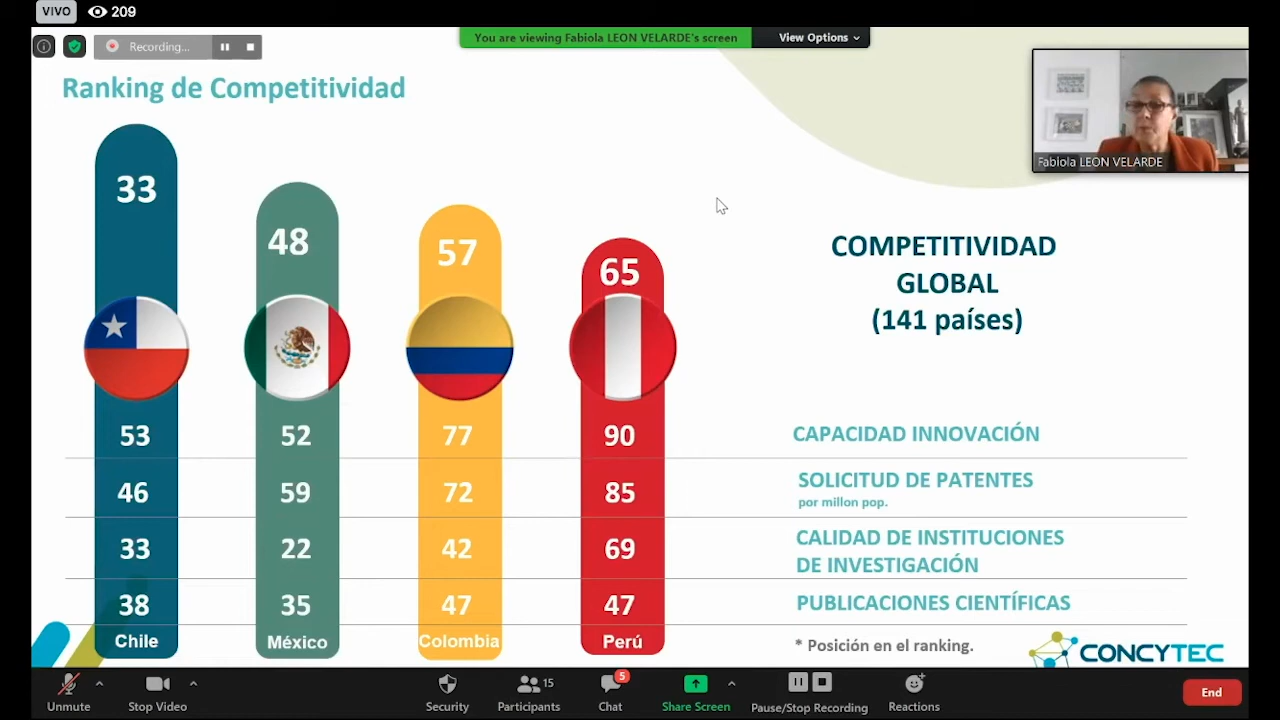 VIVO 209
Recording...
You are viewing Fabiola LEON VELARDE's screen
View Options
Ranking de Competitividad
Fabiola LEON VELARDE
33
48
57
65
COMPETITIVIDAD
GLOBAL
(141 países)
53 52 77 90 CAPACIDAD INNOVACIÓN
46 59 72 85 SOLICITUD DE PATENTES
por millon pop.
33 22 42 69 CALIDAD DE INSTITUCIONES
DE INVESTIGACIÓN
38 35 47 47 PUBLICACIONES CIENTÍFICAS
Chile México Colombia Perú * Posición en el ranking.
CONCYTEC
Unmute Stop Video Security Participants 15 Chat 5 Share Screen Pause/Stop Recording Reactions End